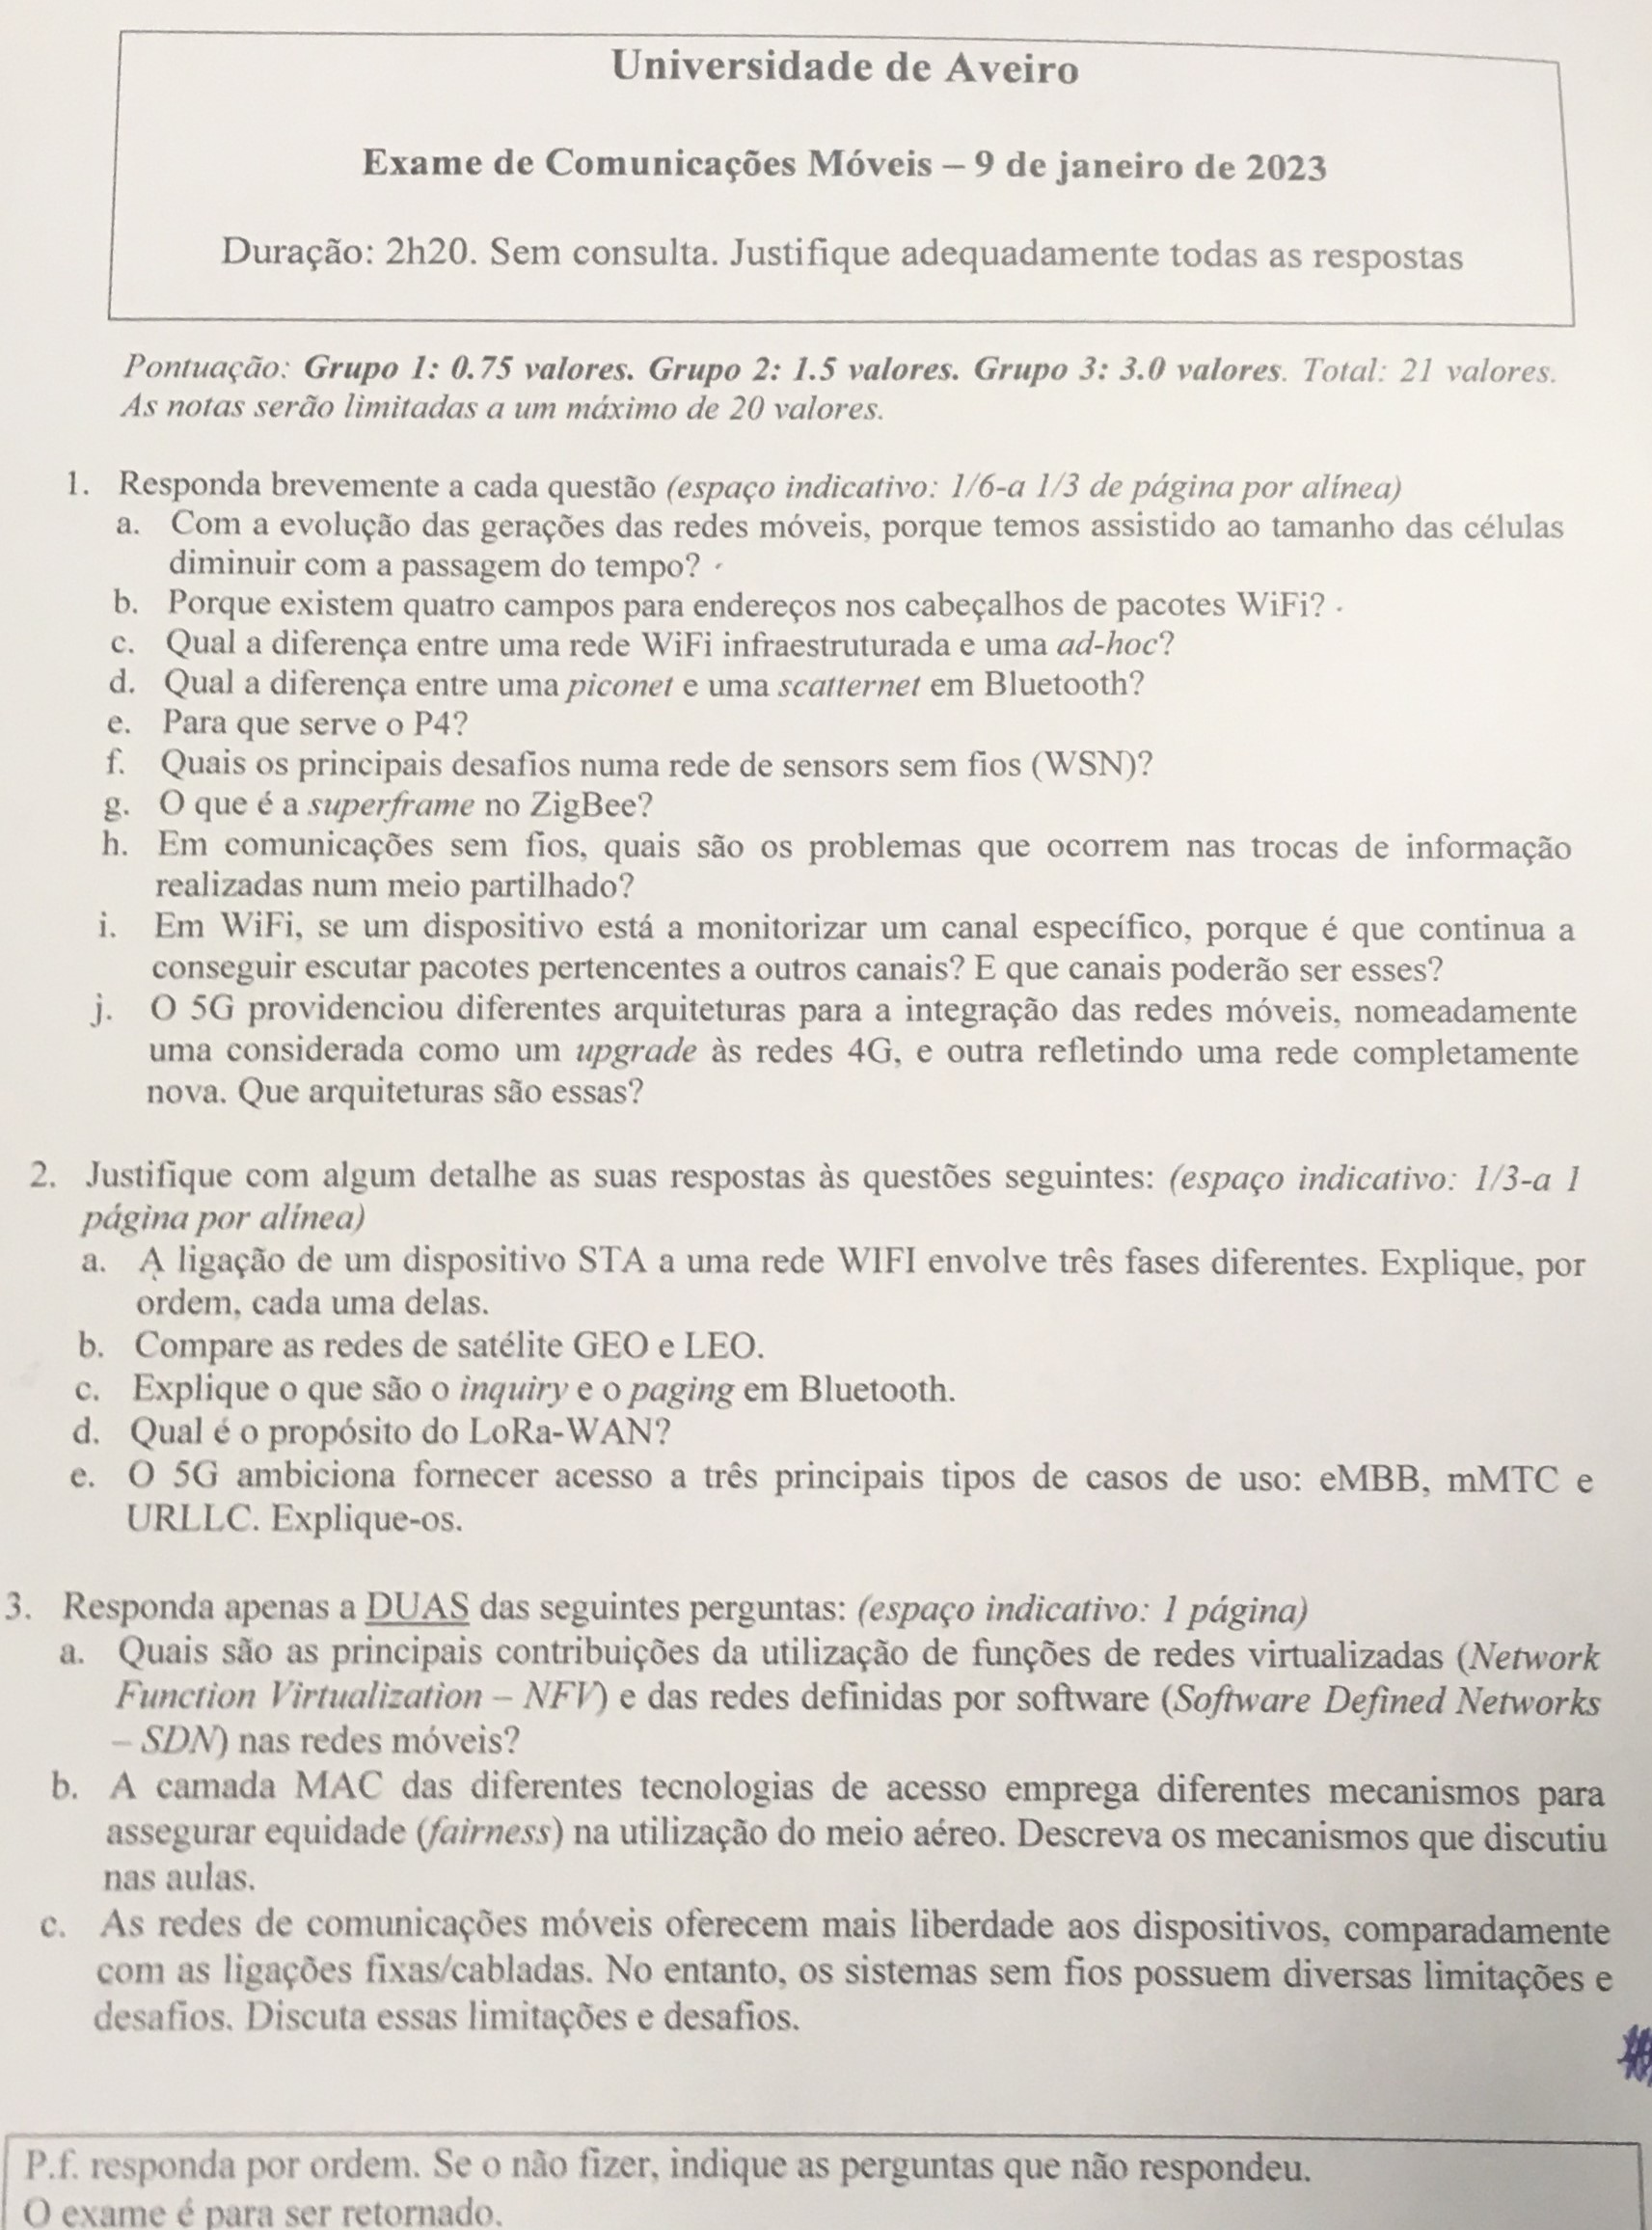 Universidade de Aveiro
Exame de Comunicações Móveis – 9 de janeiro de 2023
Duração: 2h20. Sem consulta. Justifique adequadamente todas as respostas
Pontuação: Grupo 1: 0.75 valores. Grupo 2: 1.5 valores. Grupo 3: 3.0 valores. Total: 21 valores.
As notas serão limitadas a um máximo de 20 valores.
1. Responda brevemente a cada questão (espaço indicativo: 1/6-a 1/3 de página por alínea)
a. Com a evolução das gerações das redes móveis, porque temos assistido ao tamanho das células
diminuir com a passagem do tempo?
b. Porque existem quatro campos para endereços nos cabeçalhos de pacotes WiFi?
c. Qual a diferença entre uma rede WiFi infraestruturada e uma ad-hoc?
d. Qual a diferença entre uma piconet e uma scatternet em Bluetooth?
e. Para que serve o P4?
f. Quais os principais desafios numa rede de sensors sem fios (WSN)?
g. O que é a superframe no ZigBee?
h. Em comunicações sem fios, quais são os problemas que ocorrem nas trocas de informação
realizadas num meio partilhado?
i. Em WiFi, se um dispositivo está a monitorizar um canal específico, porque é que continua a
conseguir escutar pacotes pertencentes a outros canais? E que canais poderão ser esses?
j. O 5G providenciou diferentes arquiteturas para a integração das redes móveis, nomeadamente
uma considerada como um upgrade às redes 4G, e outra refletindo uma rede completamente
nova. Que arquiteturas são essas?
2. Justifique com algum detalhe as suas respostas às questões seguintes: (espaço indicativo: 1/3-a 1
página por alínea)
a. A ligação de um dispositivo STA a uma rede WIFI envolve três fases diferentes. Explique, por
ordem, cada uma delas.
b. Compare as redes de satélite GEO e LEO.
c. Explique o que são o inquiry e o paging em Bluetooth.
d. Qual é o propósito do LoRa-WAN?
e. O 5G ambiciona fornecer acesso a três principais tipos de casos de uso: eMBB, mMTC e
URLLC. Explique-os.
3. Responda apenas a DUAS das seguintes perguntas: (espaço indicativo: 1 página)
a. Quais são as principais contribuições da utilização de funções de redes virtualizadas (Network
Function Virtualization – NFV) e das redes definidas por software (Software Defined Networks
– SDN) nas redes móveis?
b. A camada MAC das diferentes tecnologias de acesso emprega diferentes mecanismos para
assegurar equidade (fairness) na utilização do meio aéreo. Descreva os mecanismos que discutiu
nas aulas.
c. As redes de comunicações móveis oferecem mais liberdade aos dispositivos, comparadamente
com as ligações fixas/cabladas. No entanto, os sistemas sem fios possuem diversas limitações e
desafios. Discuta essas limitações e desafios.
P.f. responda por ordem. Se o não fizer, indique as perguntas que não respondeu.
O exame é para ser retornado.